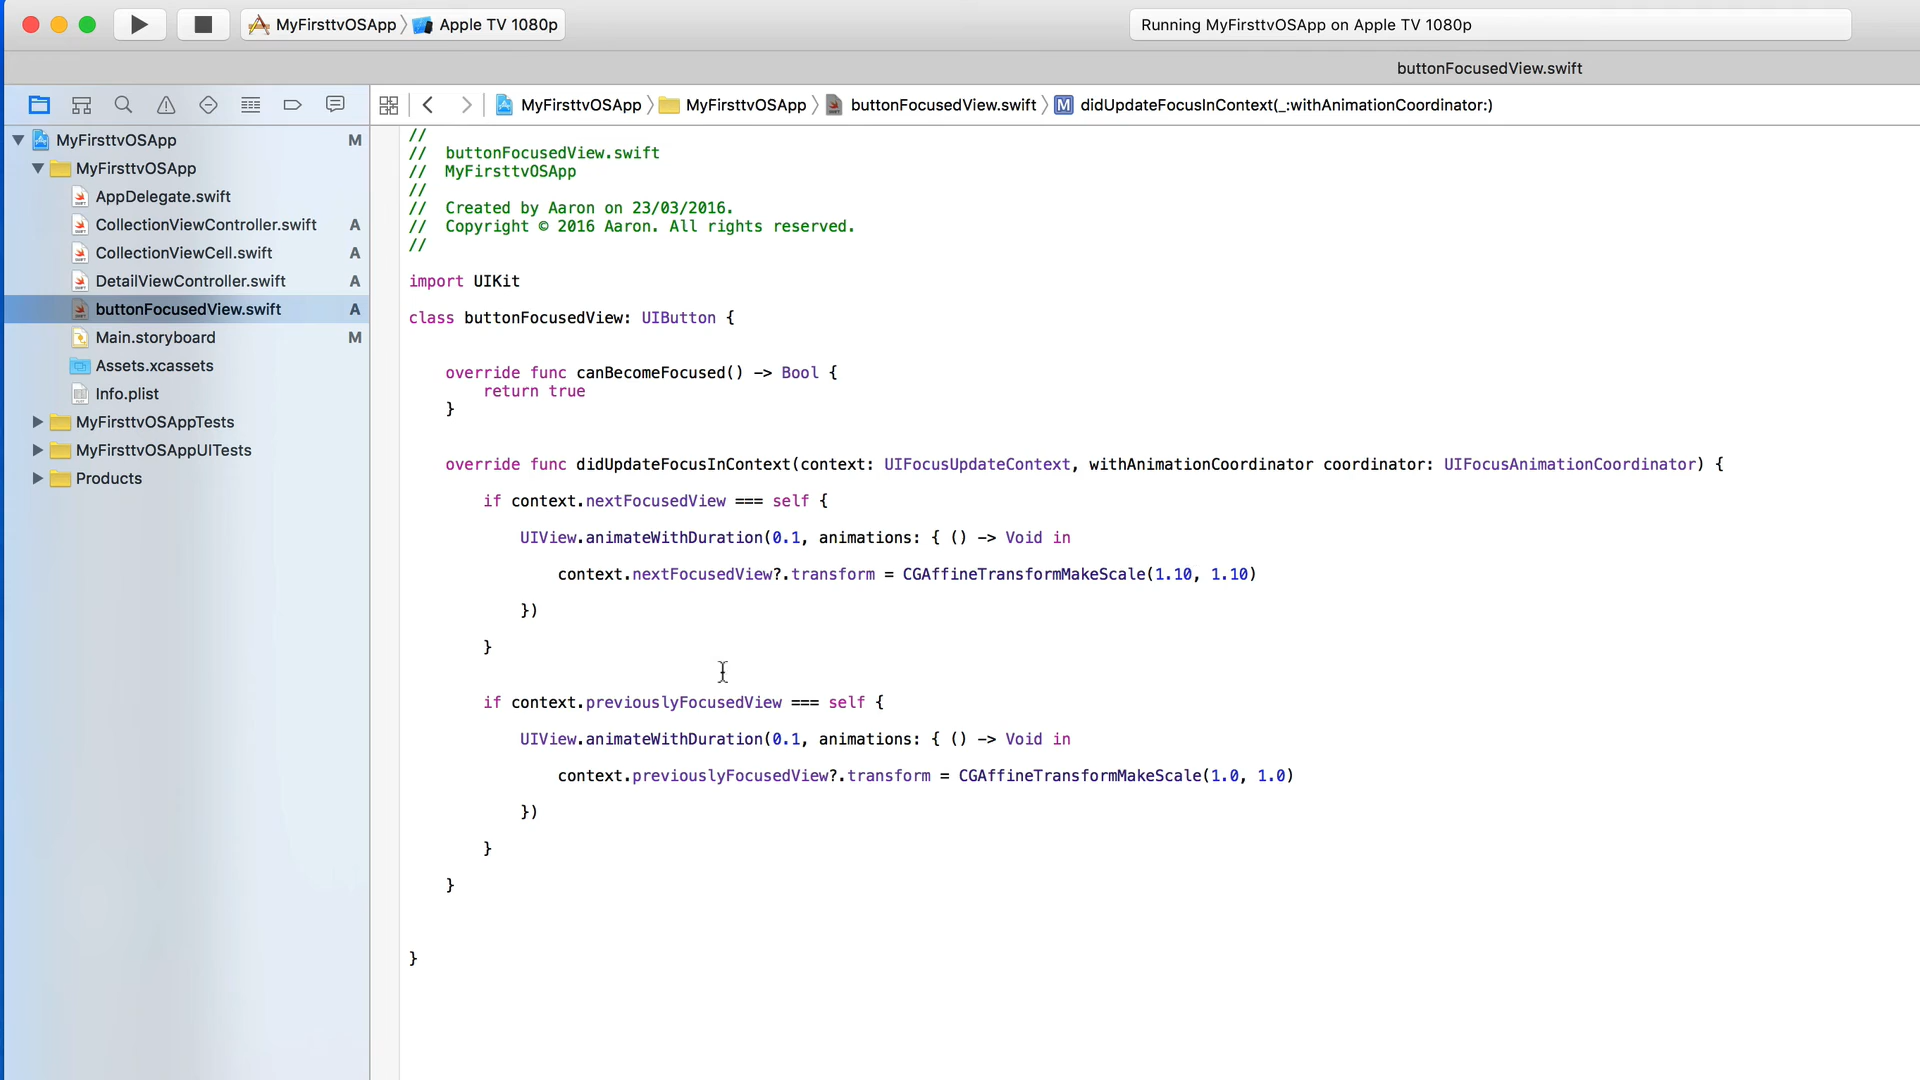 MyFirsttvOSApp Apple TV 1080p
Running MyFirsttvOSApp on Apple TV 1080p
buttonFocusedView.swift
MyFirsttvOSApp MyFirsttvOSApp buttonFocusedView.swift M didUpdateFocusInContext(_:withAnimationCoordinator:)
MyFirsttvOSApp M
MyFirsttvOSApp
AppDelegate.swift
CollectionViewController.swift A
CollectionViewCell.swift A
DetailViewController.swift A
buttonFocusedView.swift A
Main.storyboard M
Assets.xcassets
Info.plist
MyFirsttvOSAppTests
MyFirsttvOSAppUITests
Products
//
// buttonFocusedView.swift
// MyFirsttvOSApp
//
// Created by Aaron on 23/03/2016.
// Copyright © 2016 Aaron. All rights reserved.
//
import UIKit
class buttonFocusedView: UIButton {
override func canBecomeFocused() -> Bool {
return true
}
override func didUpdateFocusInContext(context: UIFocusUpdateContext, withAnimationCoordinator coordinator: UIFocusAnimationCoordinator) {
if context.nextFocusedView === self {
UIView.animateWithDuration(0.1, animations: { () -> Void in
context.nextFocusedView?.transform = CGAffineTransformMakeScale(1.10, 1.10)
})
}
if context.previouslyFocusedView === self {
UIView.animateWithDuration(0.1, animations: { () -> Void in
context.previouslyFocusedView?.transform = CGAffineTransformMakeScale(1.0, 1.0)
})
}
}
}